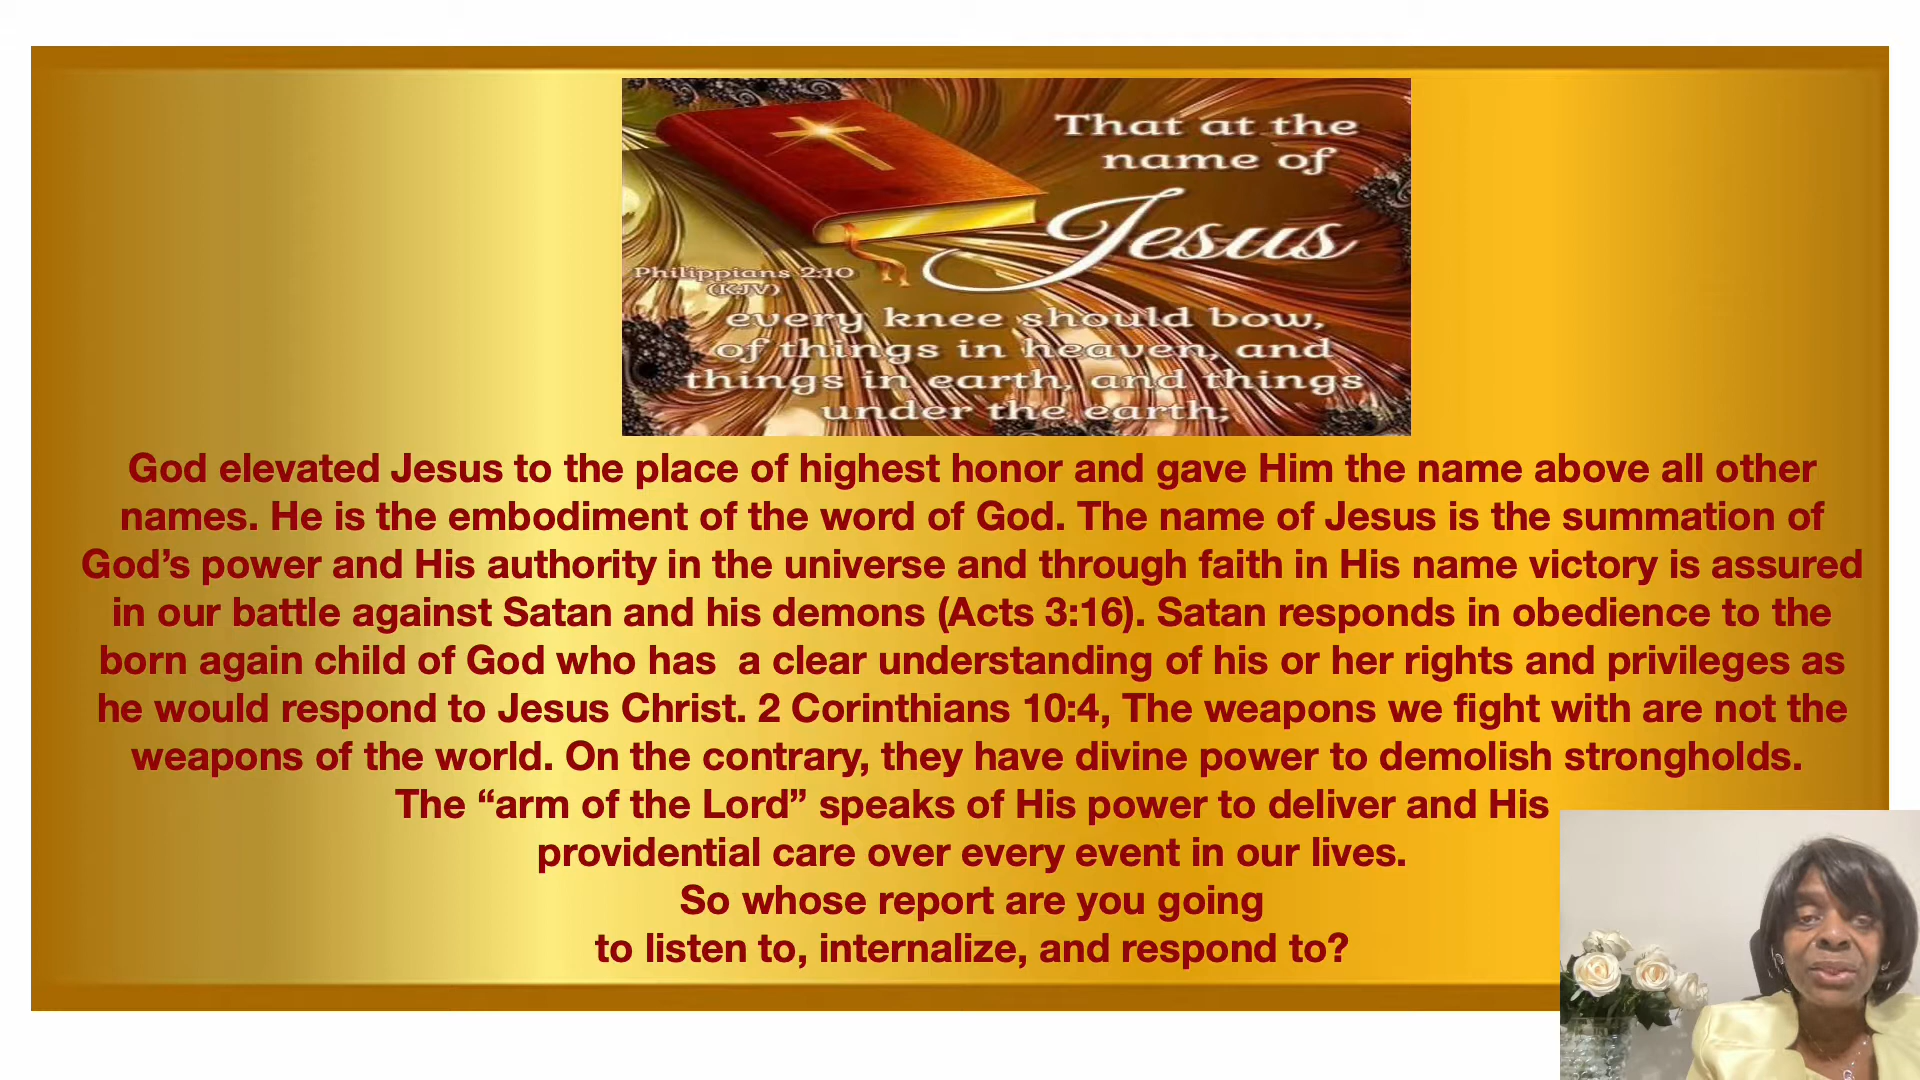 That at the
name of
Jesus
Philippians 2:10
(KJV)
every knee should bow,
of things in heaven, and
things in earth, and things
under the earth;
God elevated Jesus to the place of highest honor and gave Him the name above all other
names. He is the embodiment of the word of God. The name of Jesus is the summation of
God’s power and His authority in the universe and through faith in His name victory is assured
in our battle against Satan and his demons (Acts 3:16). Satan responds in obedience to the
born again child of God who has  a clear understanding of his or her rights and privileges as
he would respond to Jesus Christ. 2 Corinthians 10:4, The weapons we fight with are not the
weapons of the world. On the contrary, they have divine power to demolish strongholds.
The “arm of the Lord” speaks of His power to deliver and His
providential care over every event in our lives.
So whose report are you going
to listen to, internalize, and respond to?